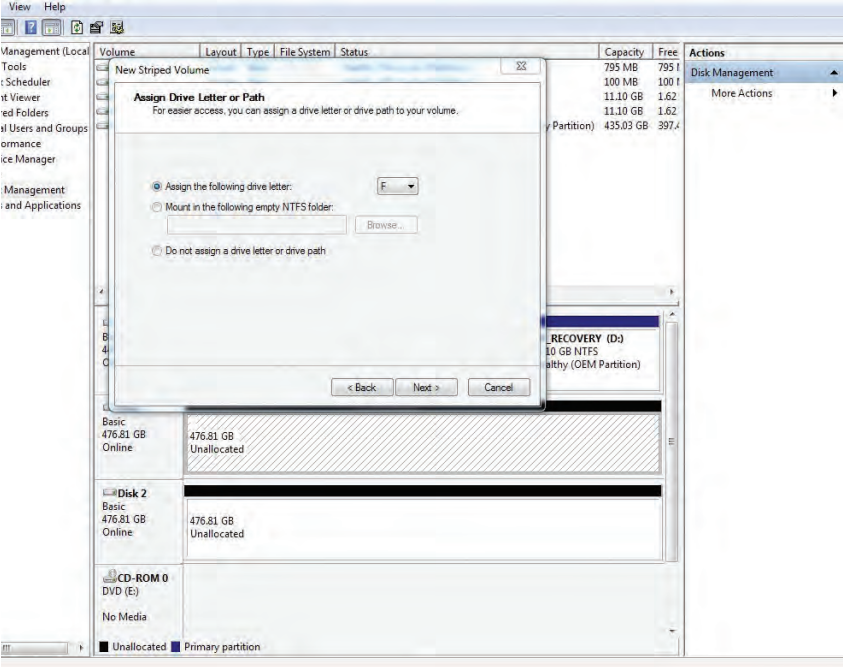 View Help
Management (Local
Tools
Scheduler
nt Viewer
red Folders
al Users and Groups
ormance
ice Manager
Management
and Applications
Volume Layout Type File System Status Capacity Free
795 MB 795
100 MB 100
11.10 GB 1.62
11.10 GB 1.62
y Partition) 435.03 GB 397.4
Actions
Disk Management
More Actions
New Striped Volume
Assign Drive Letter or Path
For easier access, you can assign a drive letter or drive path to your volume.
Assign the following drive letter: F
Mount in the following empty NTFS folder:
Browse...
Do not assign a drive letter or drive path
< Back Next > Cancel
_RECOVERY (D:)
10 GB NTFS
althy (OEM Partition)
Basic
476.81 GB
Online
476.81 GB
Unallocated
Disk 2
Basic
476.81 GB
Online
476.81 GB
Unallocated
CD-ROM 0
DVD (E:)
No Media
Unallocated Primary partition